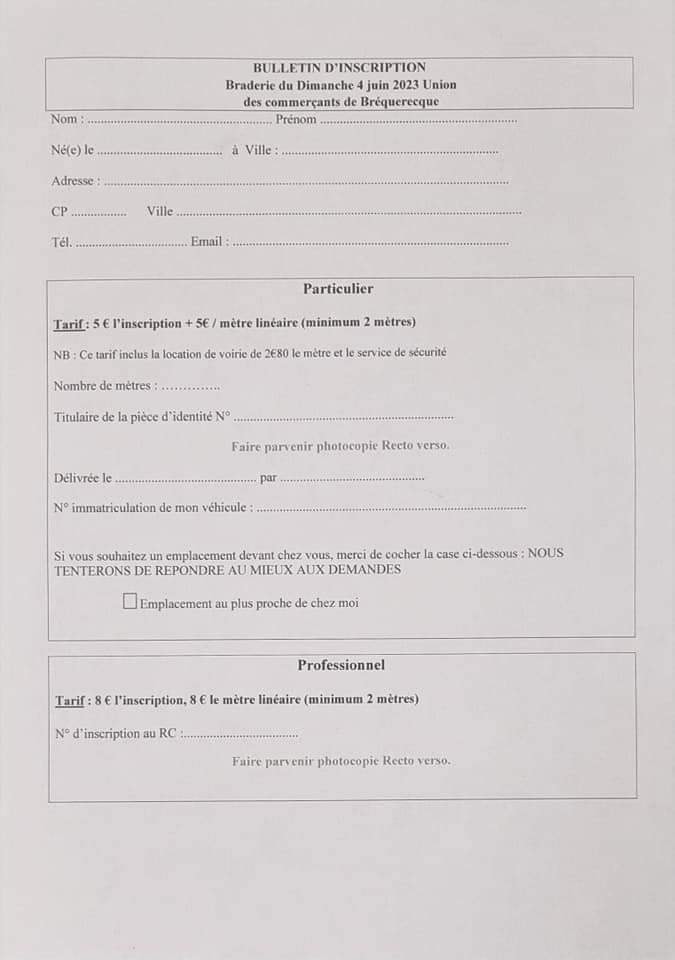 BULLETIN D'INSCRIPTION
Braderie du Dimanche 4 juin 2023 Union
des commerçants de Bréquerecque
Nom : ........................................................ Prénom ............................................................
Né(e) le ...................................... à Ville : ..................................................................
Adresse : ...........................................................................................................................
CP ................. Ville ..........................................................................................................
Tél. .................................. Email : ....................................................................................
Particulier
Tarif : 5 € l'inscription + 5€ / mètre linéaire (minimum 2 mètres)
NB : Ce tarif inclus la location de voirie de 2€80 le mètre et le service de sécurité
Nombre de mètres : …………..
Titulaire de la pièce d'identité N° ...................................................................
Faire parvenir photocopie Recto verso.
Délivrée le ........................................... par ............................................
N° immatriculation de mon véhicule : ...................................................................................
Si vous souhaitez un emplacement devant chez vous, merci de cocher la case ci-dessous : NOUS
TENTERONS DE REPONDRE AU MIEUX AUX DEMANDES
☐ Emplacement au plus proche de chez moi
Professionnel
Tarif : 8 € l'inscription, 8 € le mètre linéaire (minimum 2 mètres)
N° d'inscription au RC :...................................
Faire parvenir photocopie Recto verso.